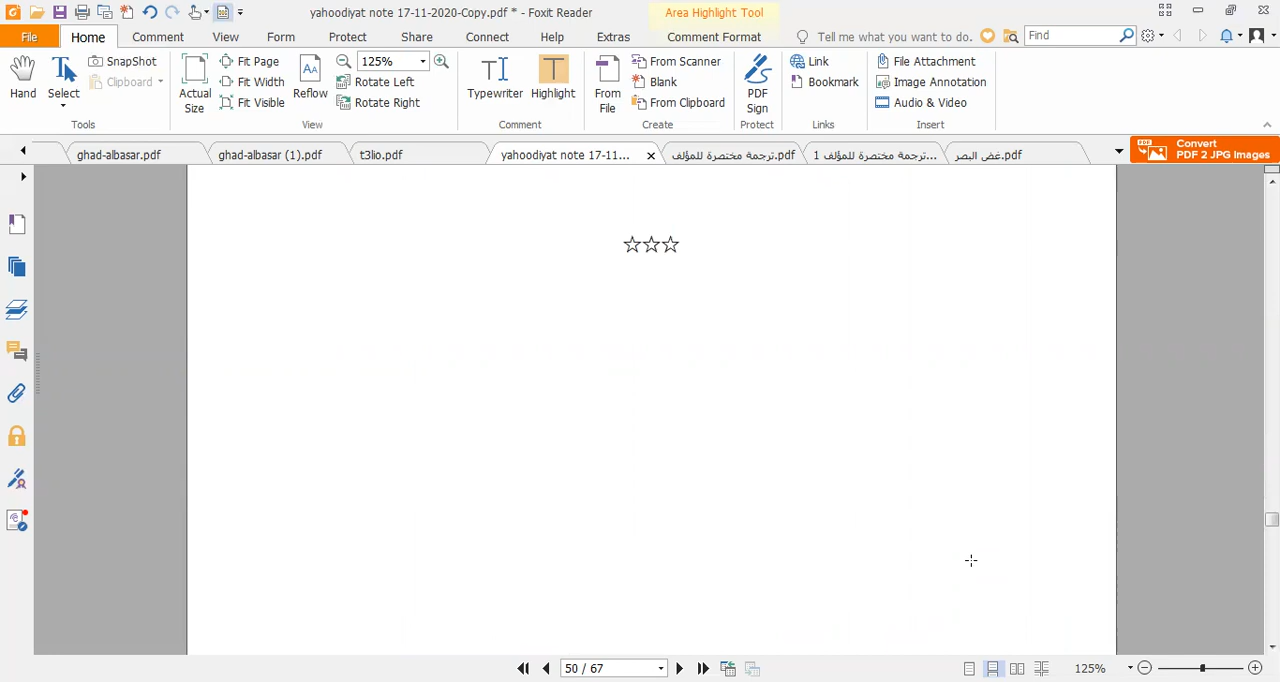 yahoodiyat note 17-11-2020-Copy.pdf * - Foxit Reader
Area Highlight Tool
File Home Comment View Form Protect Share Connect Help Extras Comment Format
Tell me what you want to do.
Find
Hand
Select
SnapShot
Clipboard
Tools
Actual Size
Fit Page
Fit Width
Fit Visible
Reflow
125%
Rotate Left
Rotate Right
View
Typewriter
Highlight
Comment
From File
From Scanner
Blank
From Clipboard
Create
PDF Sign
Protect
Link
Bookmark
Links
File Attachment
Image Annotation
Audio & Video
Insert
ghad-albasar.pdf
ghad-albasar (1).pdf
t3lio.pdf
yahoodiyat note 17-11...
ترجمة مختصرة للمؤلف.pdf
ترجمة مختصرة للمؤلف 1...
غض البصر.pdf
Convert
PDF 2 JPG Images
☆☆☆
50 / 67
125%